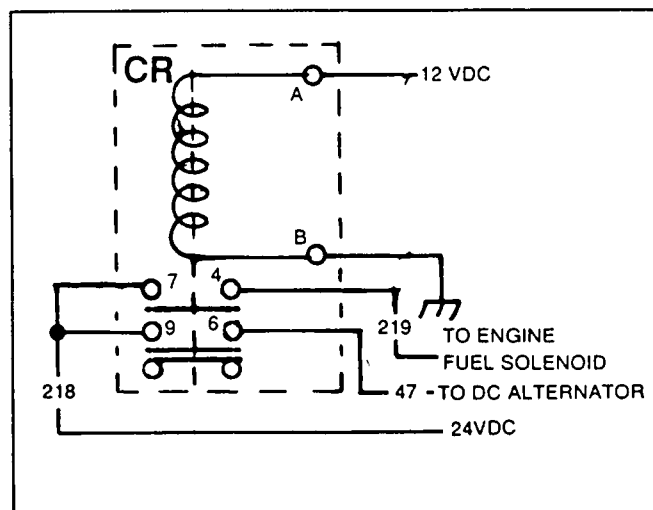 CR
A
12 VDC
B
7 4
9 6
219
TO ENGINE
FUEL SOLENOID
218
47 - TO DC ALTERNATOR
24VDC